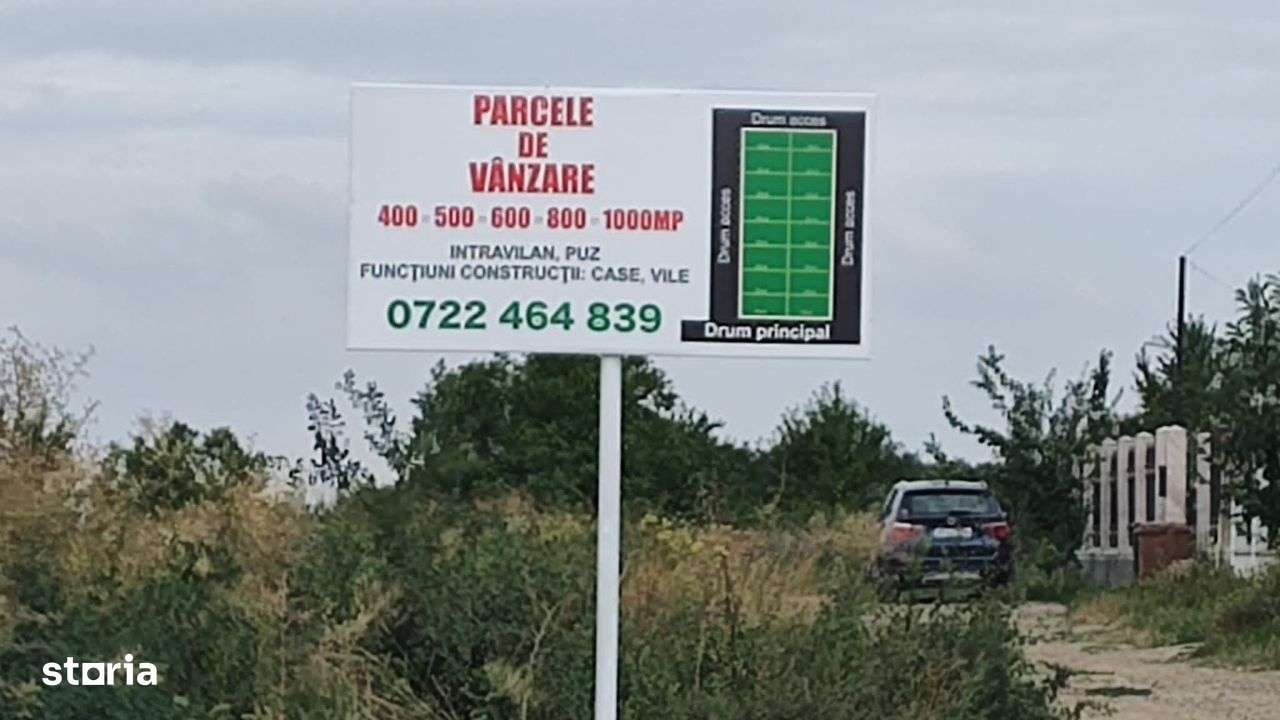 PARCELE
DE
VÂNZARE
400 - 500 - 600 - 800 - 1000MP
INTRAVILAN, PUZ
FUNCȚIUNI CONSTRUCȚII: CASE, VILE
0722 464 839
Drum acces
Drum acces
Drum acces
Drum principal
storia